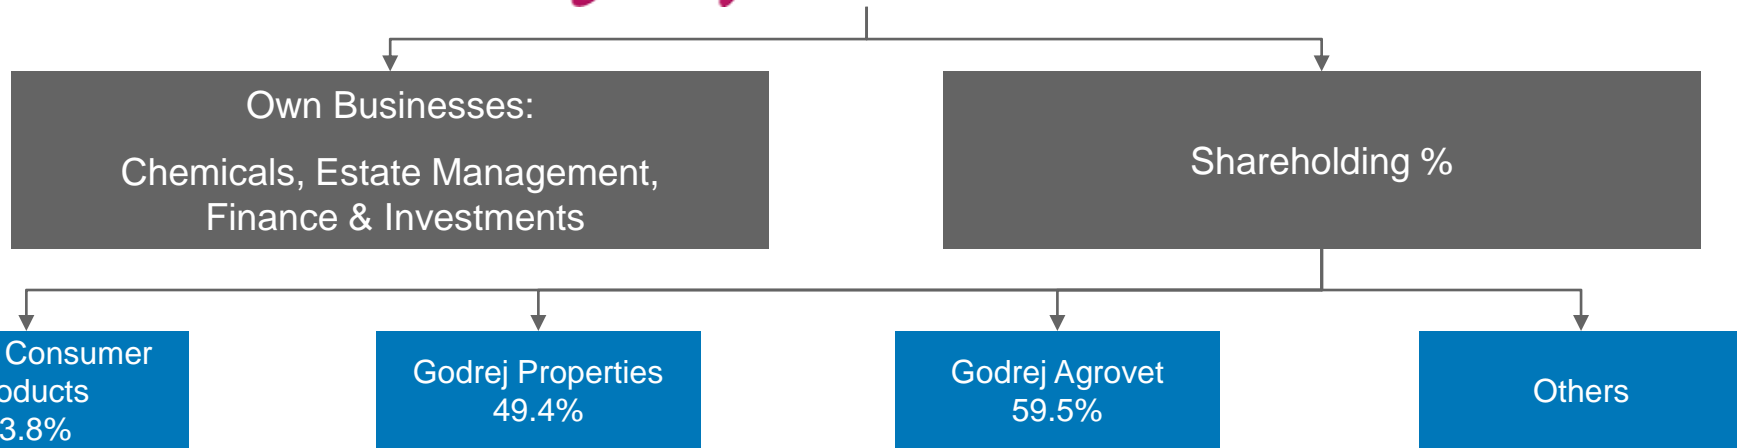 Own Businesses:
Chemicals, Estate Management,
Finance & Investments
Shareholding %
Consumer
oducts
3.8%
Godrej Properties
49.4%
Godrej Agrovet
59.5%
Others